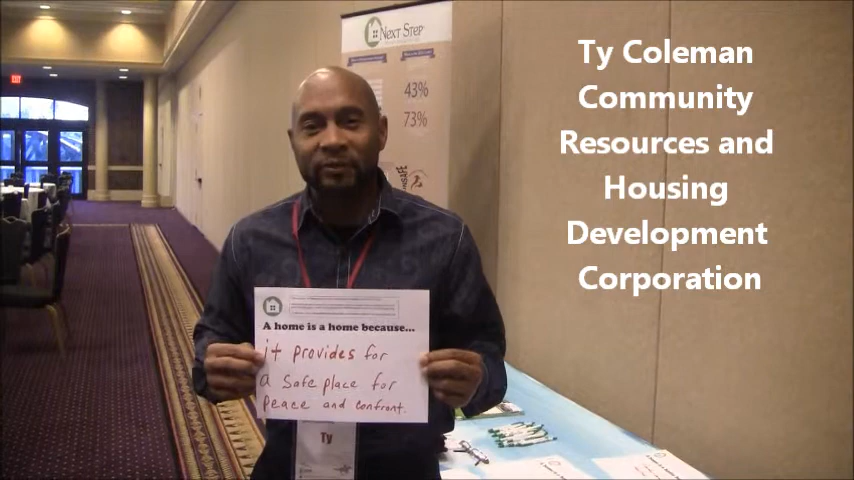 EXIT
NEXT STEP
43%
73%
Ty Coleman
Community
Resources and
Housing
Development
Corporation
A home is a home because...
it provides for
a safe place for
peace and confront.
Ty